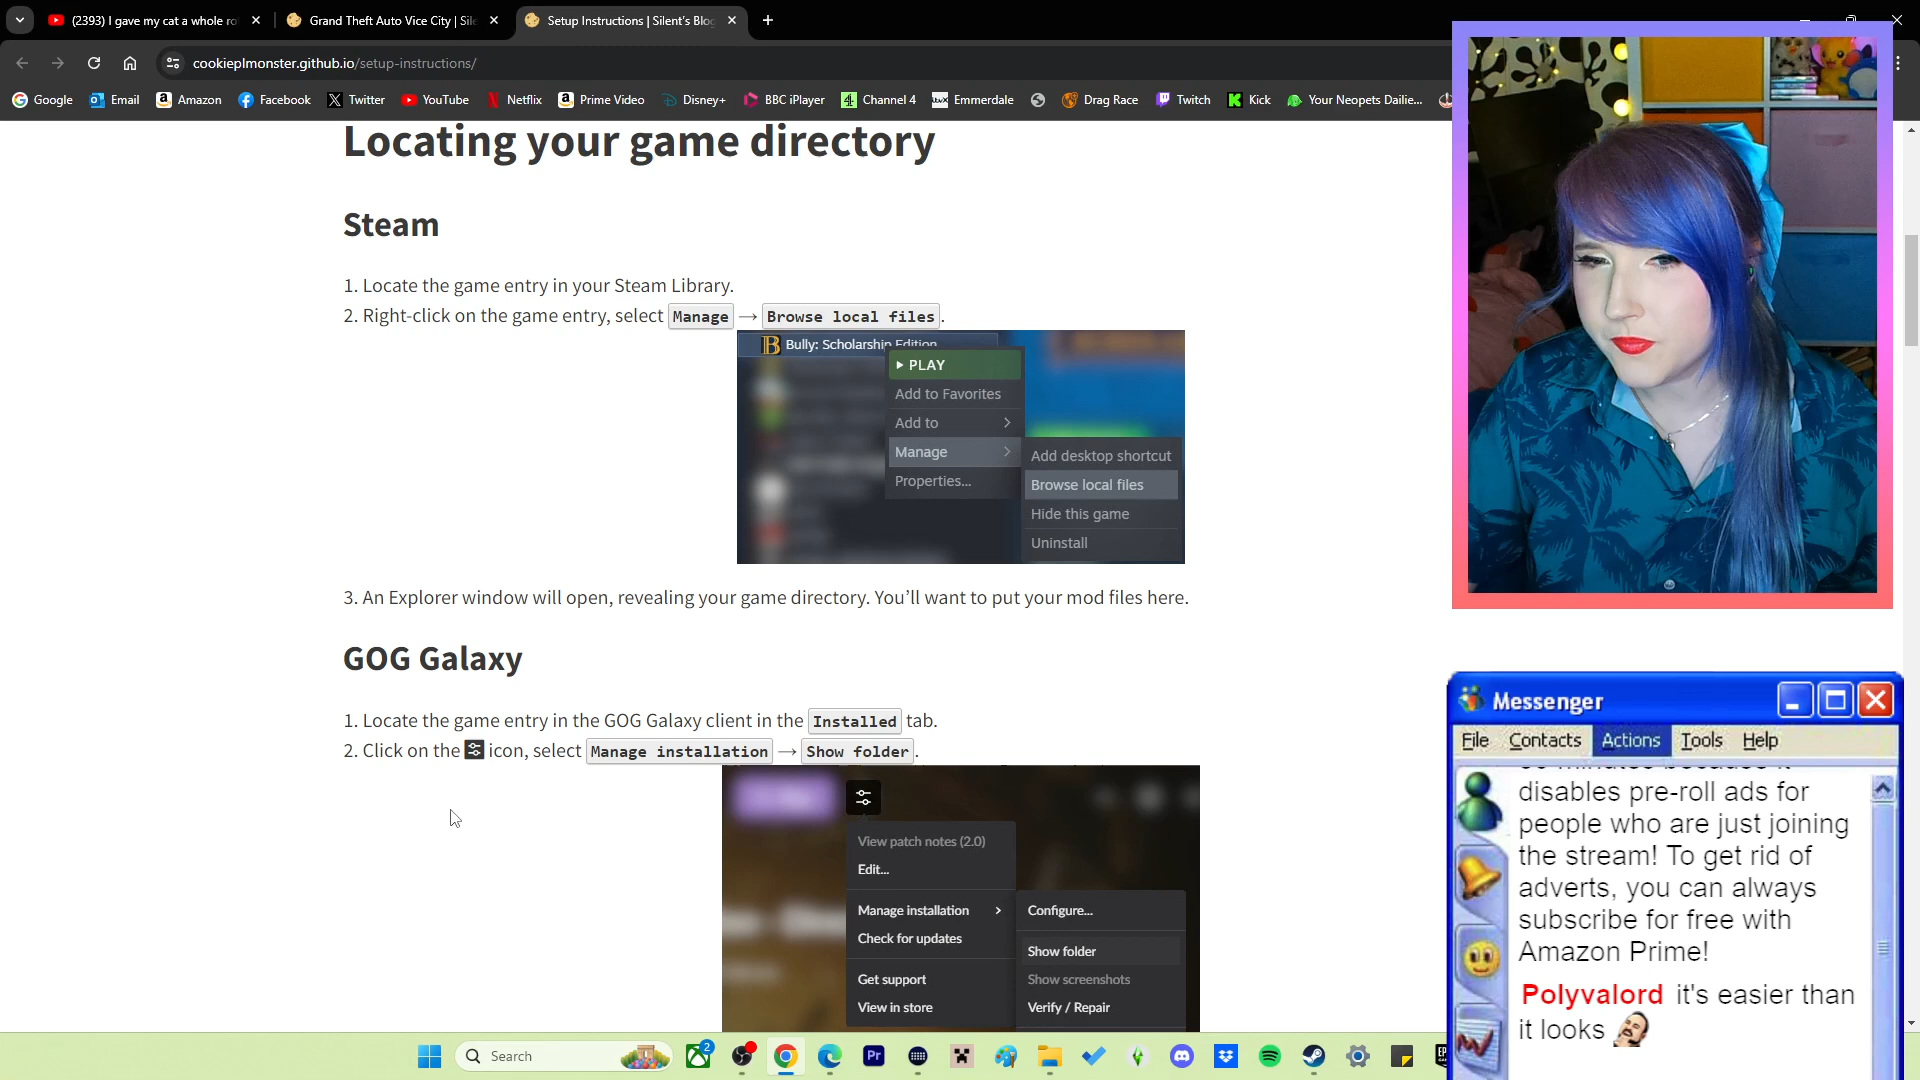 (2393) I gave my cat a whole ro
Grand Theft Auto Vice City | Sile
Setup Instructions | Silent's Blog
cookieplmonster.github.io/setup-instructions/
Google
Email
Amazon
Facebook
Twitter
YouTube
Netflix
Prime Video
Disney+
BBC iPlayer
Channel 4
Emmerdale
Drag Race
Twitch
Kick
Your Neopets Dailie...
Locating your game directory
Steam
1. Locate the game entry in your Steam Library.
2. Right-click on the game entry, select Manage → Browse local files.
Bully: Scholarship Edition
PLAY
Add to Favorites
Add to
Manage
Properties...
Add desktop shortcut
Browse local files
Hide this game
Uninstall
3. An Explorer window will open, revealing your game directory. You’ll want to put your mod files here.
GOG Galaxy
1. Locate the game entry in the GOG Galaxy client in the Installed tab.
2. Click on the icon, select Manage installation → Show folder.
View patch notes (2.0)
Edit...
Manage installation
Check for updates
Get support
View in store
Configure...
Show folder
Show screenshots
Verify / Repair
Messenger
File Contacts Actions Tools Help
disables pre-roll ads for
people who are just joining
the stream! To get rid of
adverts, you can always
subscribe for free with
Amazon Prime!
Polyvalord it's easier than
it looks
Search
2
Pr